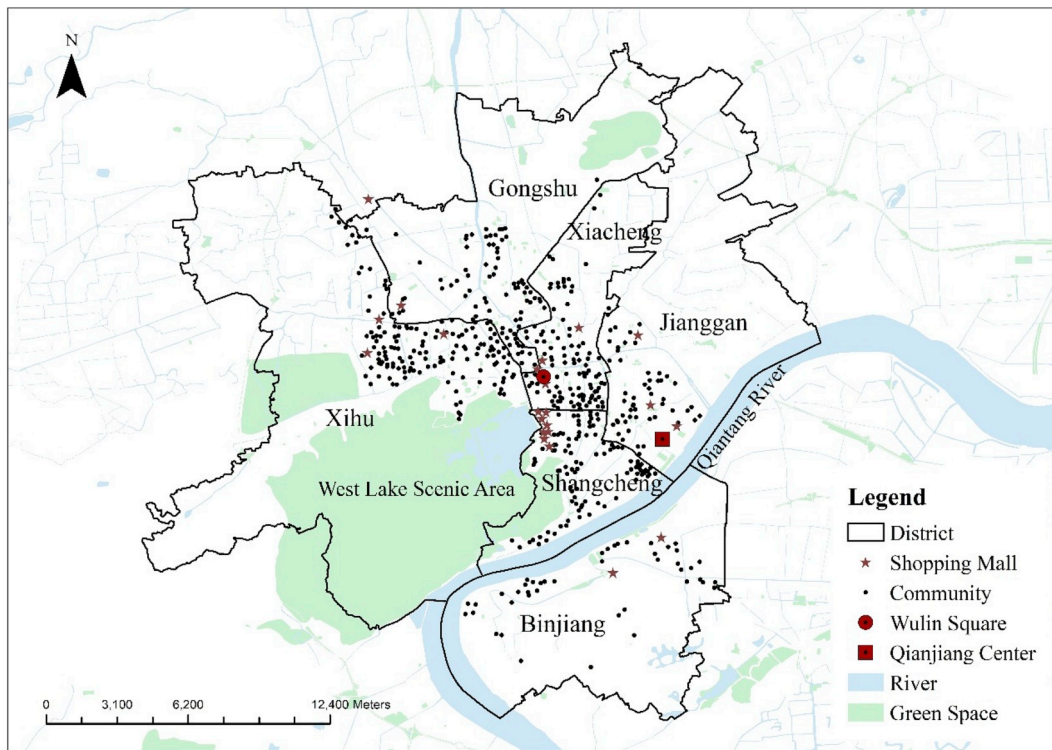 N
Gongshu
Xiacheng
Jianggan
Qiantang River
Xihu
West Lake Scenic Area
Shangcheng
Binjiang
Legend
District
Shopping Mall
Community
Wulin Square
Qianjiang Center
River
Green Space
0 3,100 6,200 12,400 Meters